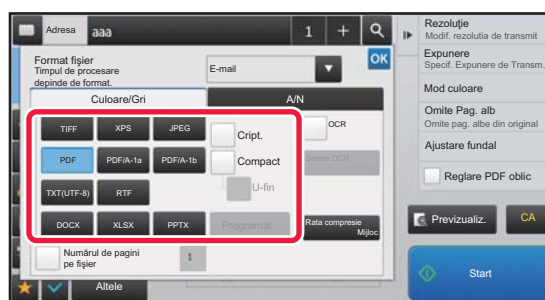 Adresa aaa 1 +
Format fişier
Timpul de procesare
depinde de format.
E-mail
OK
Culoare/Gri A/N
TIFF XPS JPEG Cript. OCR
PDF PDF/A-1a PDF/A-1b Compact Setare OCR
TXT(UTF-8) RTF U-fin
DOCX XLSX PPTX Programat Rata compresie
Mijloc
Numărul de pagini
pe fişier
1
Altele
Rezoluţie
Modif. rezolutia de transmit
Expunere
Specif. Expunere de Transm.
Mod culoare
Omite Pag. alb
Omite pag. albe din original
Ajustare fundal
Reglare PDF oblic
Previzualiz. CA
Start